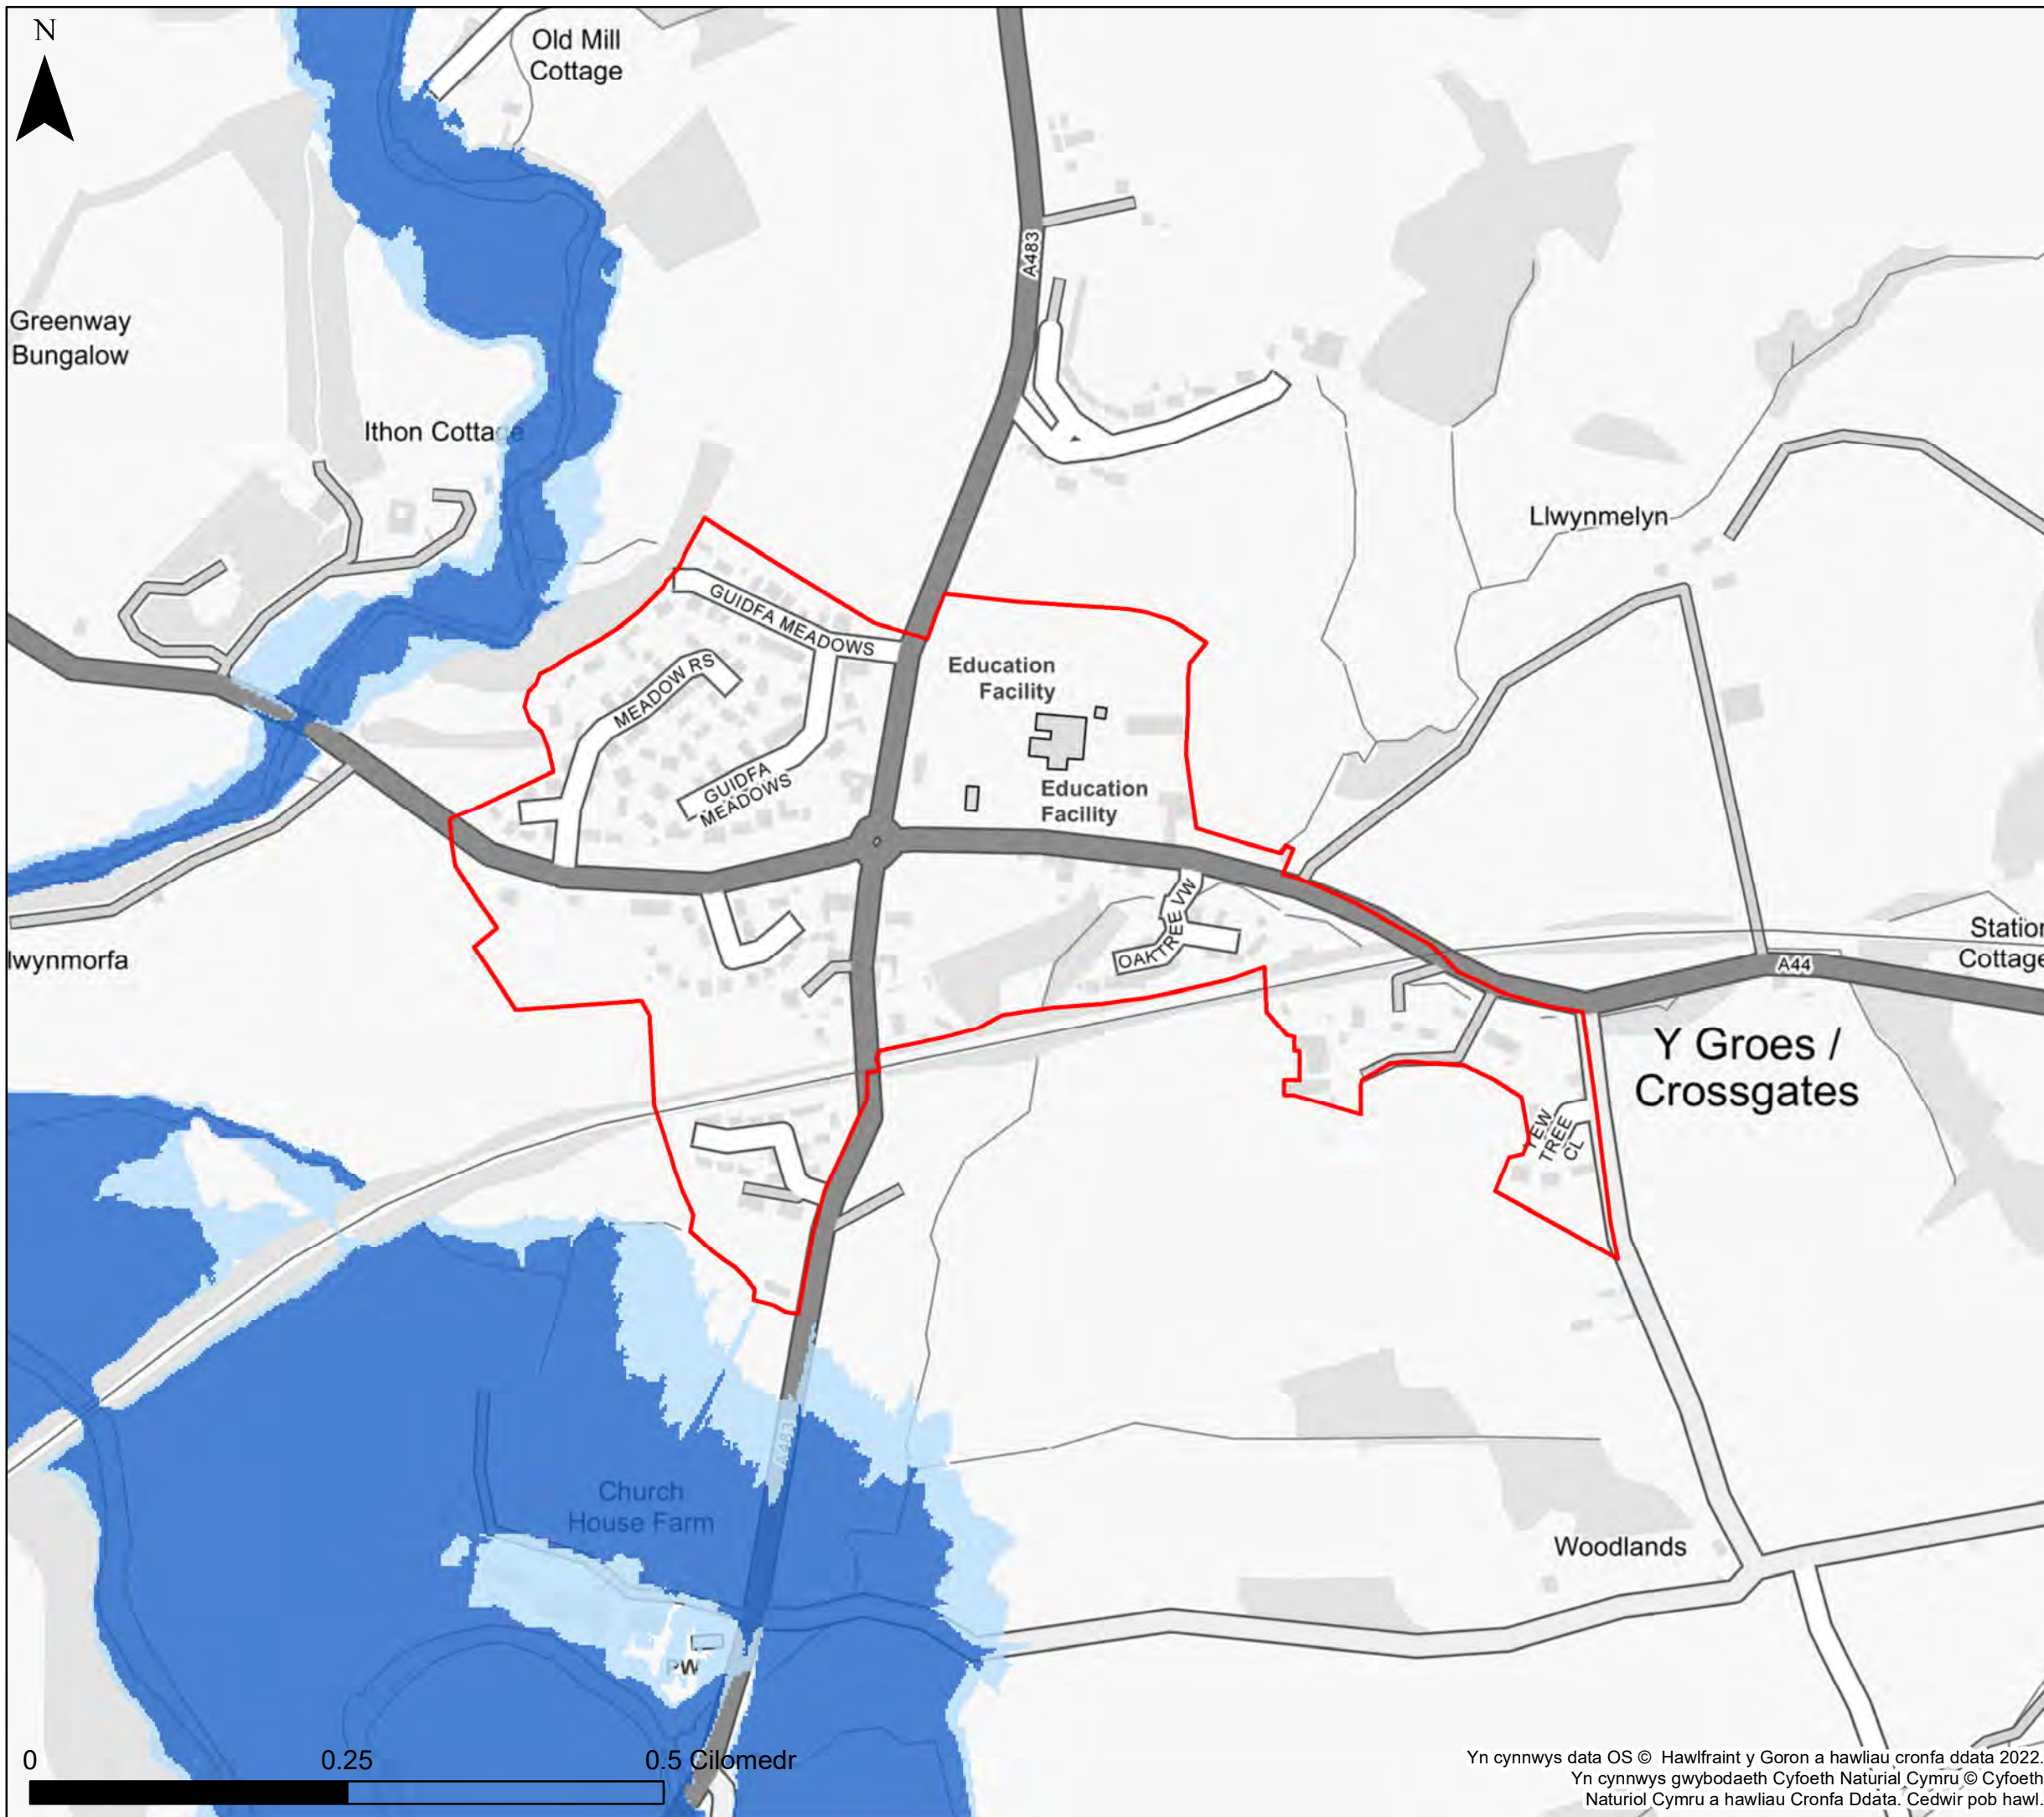 N
Old Mill
Cottage
A483
Greenway
Bungalow
Ithon Cottage
Llwynmelyn
GUIDFA MEADOWS
MEADOW RS
Education
Facility
GUIDFA
MEADOWS
Education
Facility
OAKTREE VW
lwynmorfa
Station
Cottage
A44
Y Groes /
Crossgates
YEW
TREE
CL
A483
Church
House Farm
Woodlands
PW
0 0.25 0.5 Cilomedr
Yn cynnwys data OS © Hawlfraint y Goron a hawliau cronfa ddata 2022.
Yn cynnwys gwybodaeth Cyfoeth Naturial Cymru © Cyfoeth
Naturiol Cymru a hawliau Cronfa Ddata. Cedwir pob hawl.